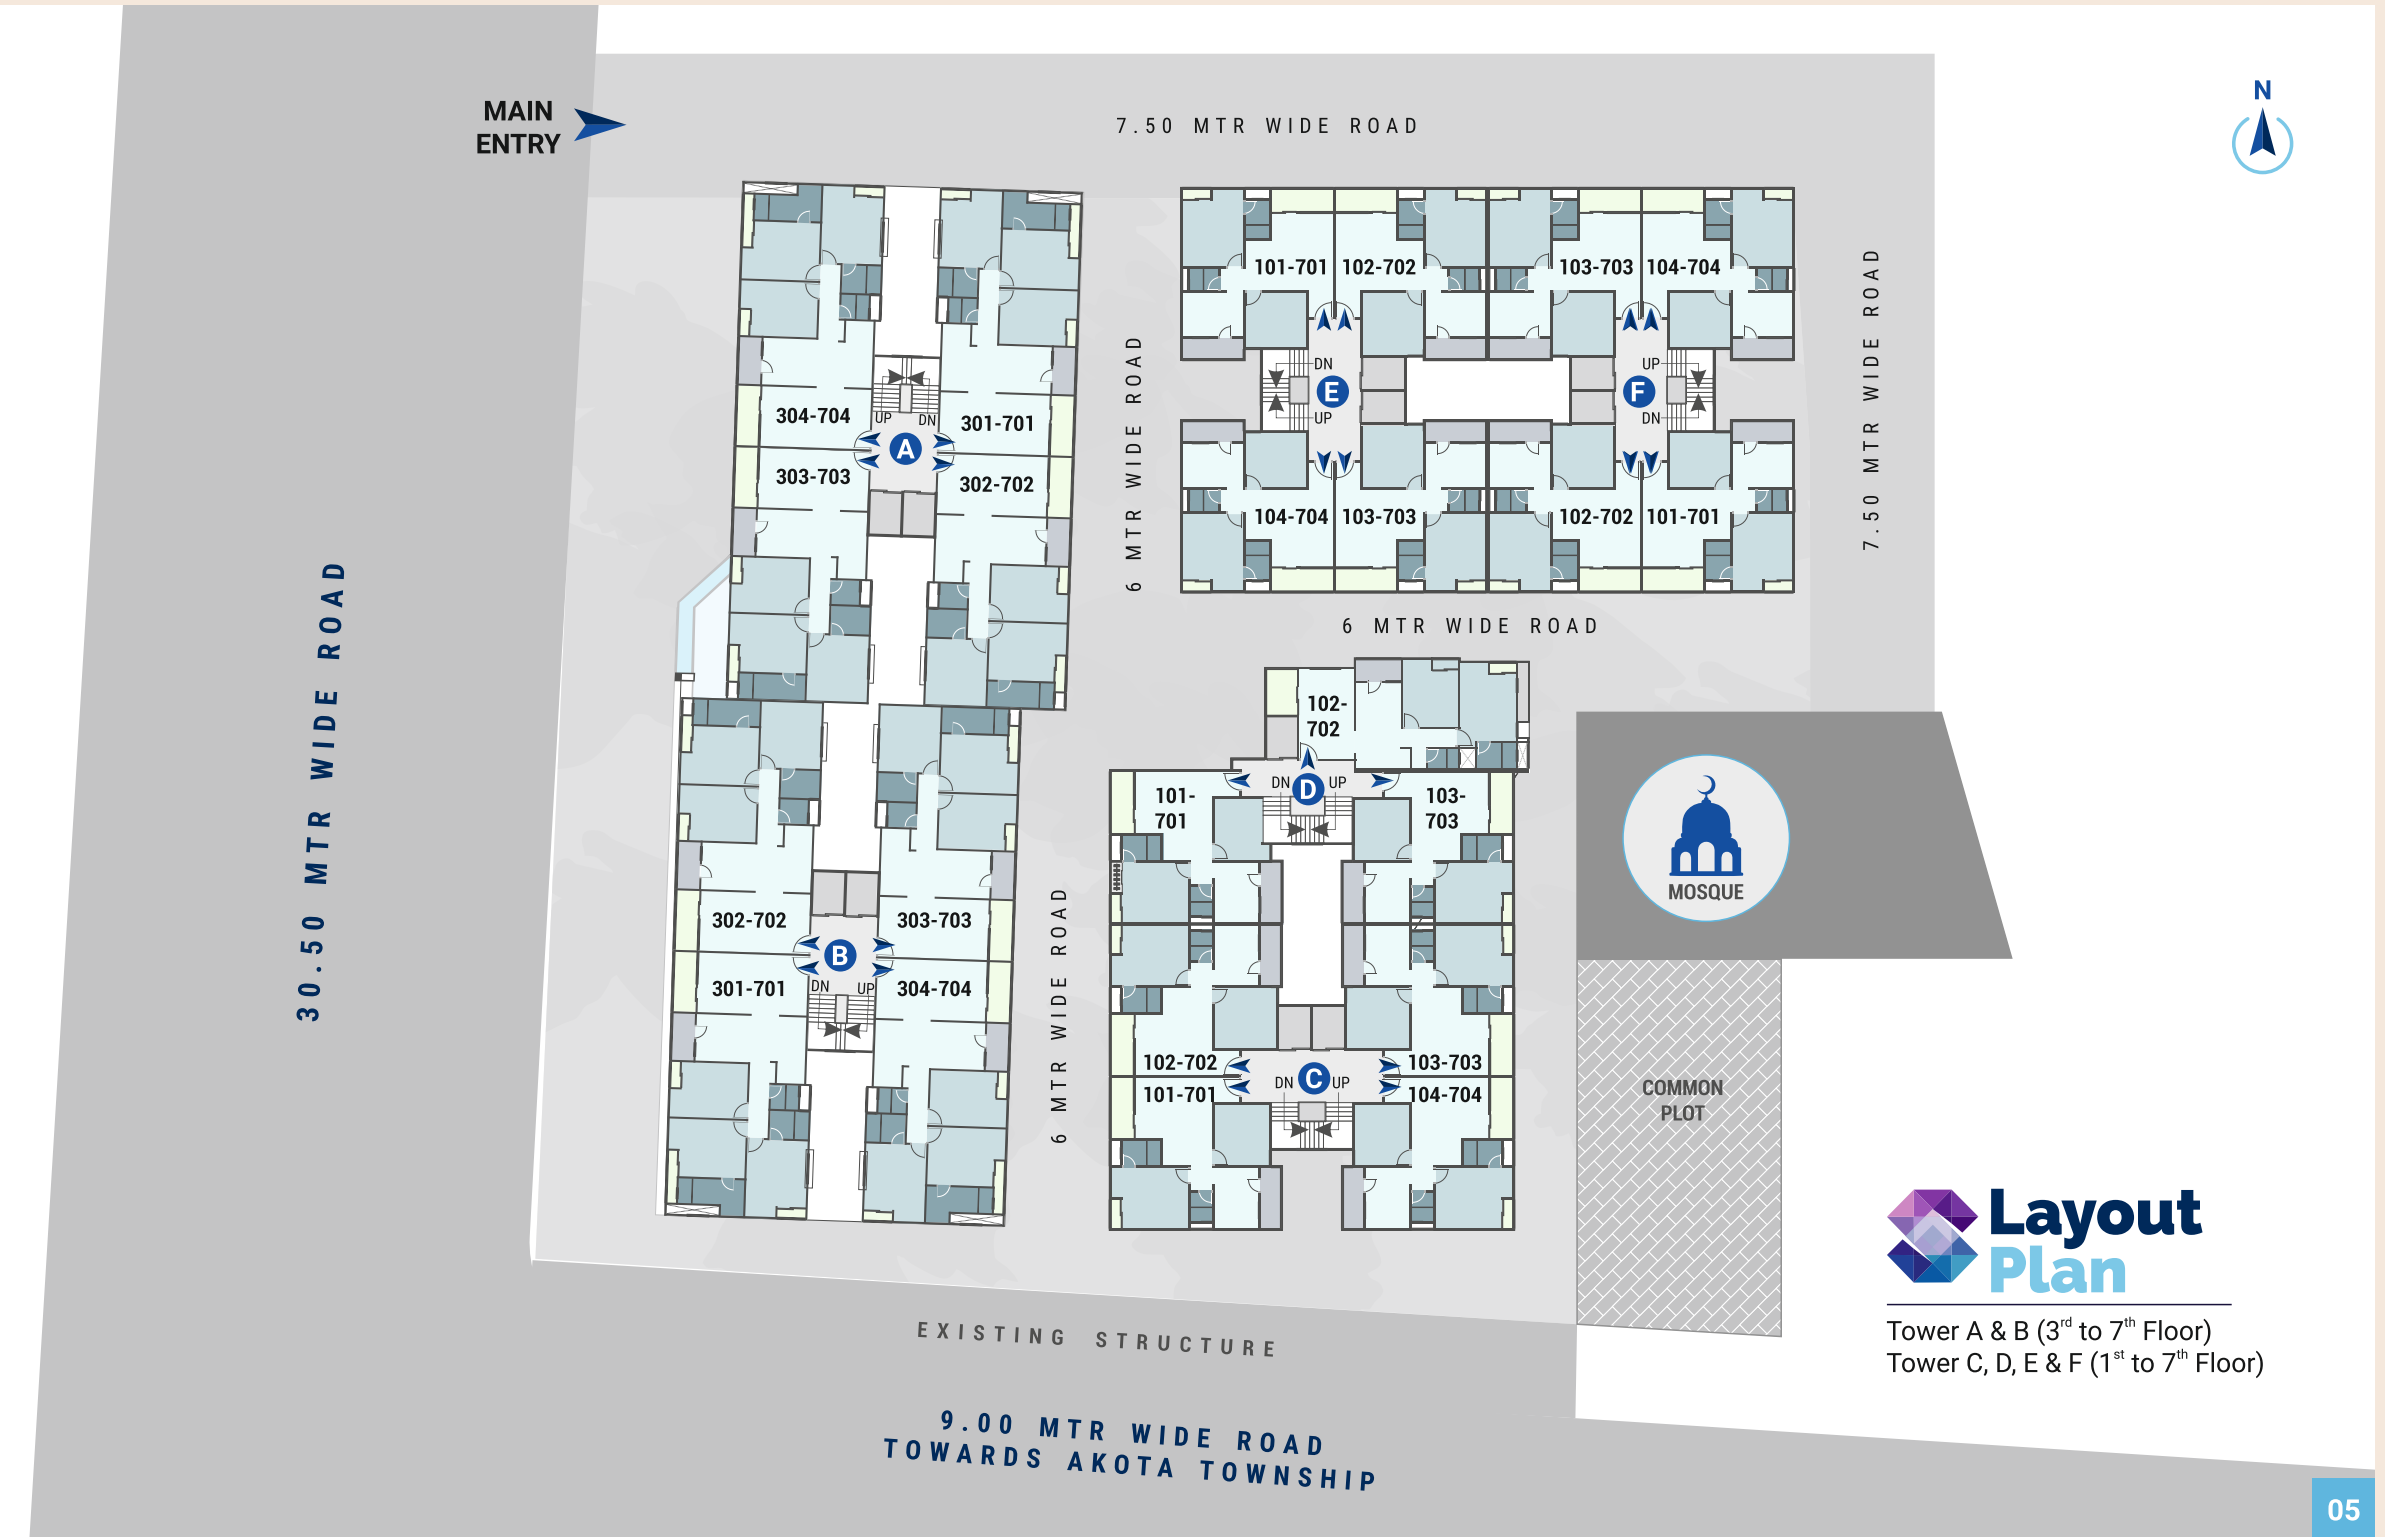 MAIN
ENTRY
7.50 MTR WIDE ROAD
N
101-701
102-702
103-703
104-704
DN
E
UP
UP
F
DN
104-704
103-703
102-702
101-701
6 MTR WIDE ROAD
7.50 MTR WIDE ROAD
304-704
UP
DN
301-701
A
303-703
302-702
30.50 MTR WIDE ROAD
6 MTR WIDE ROAD
102-
702
DN
D
UP
101-
701
103-
703
MOSQUE
302-702
303-703
B
301-701
DN
UP
304-704
6 MTR WIDE ROAD
102-702
103-703
DN
C
UP
101-701
104-704
COMMON
PLOT
Layout
Plan
Tower A & B (3rd to 7th Floor)
Tower C, D, E & F (1st to 7th Floor)
EXISTING STRUCTURE
9.00 MTR WIDE ROAD
TOWARDS AKOTA TOWNSHIP
05